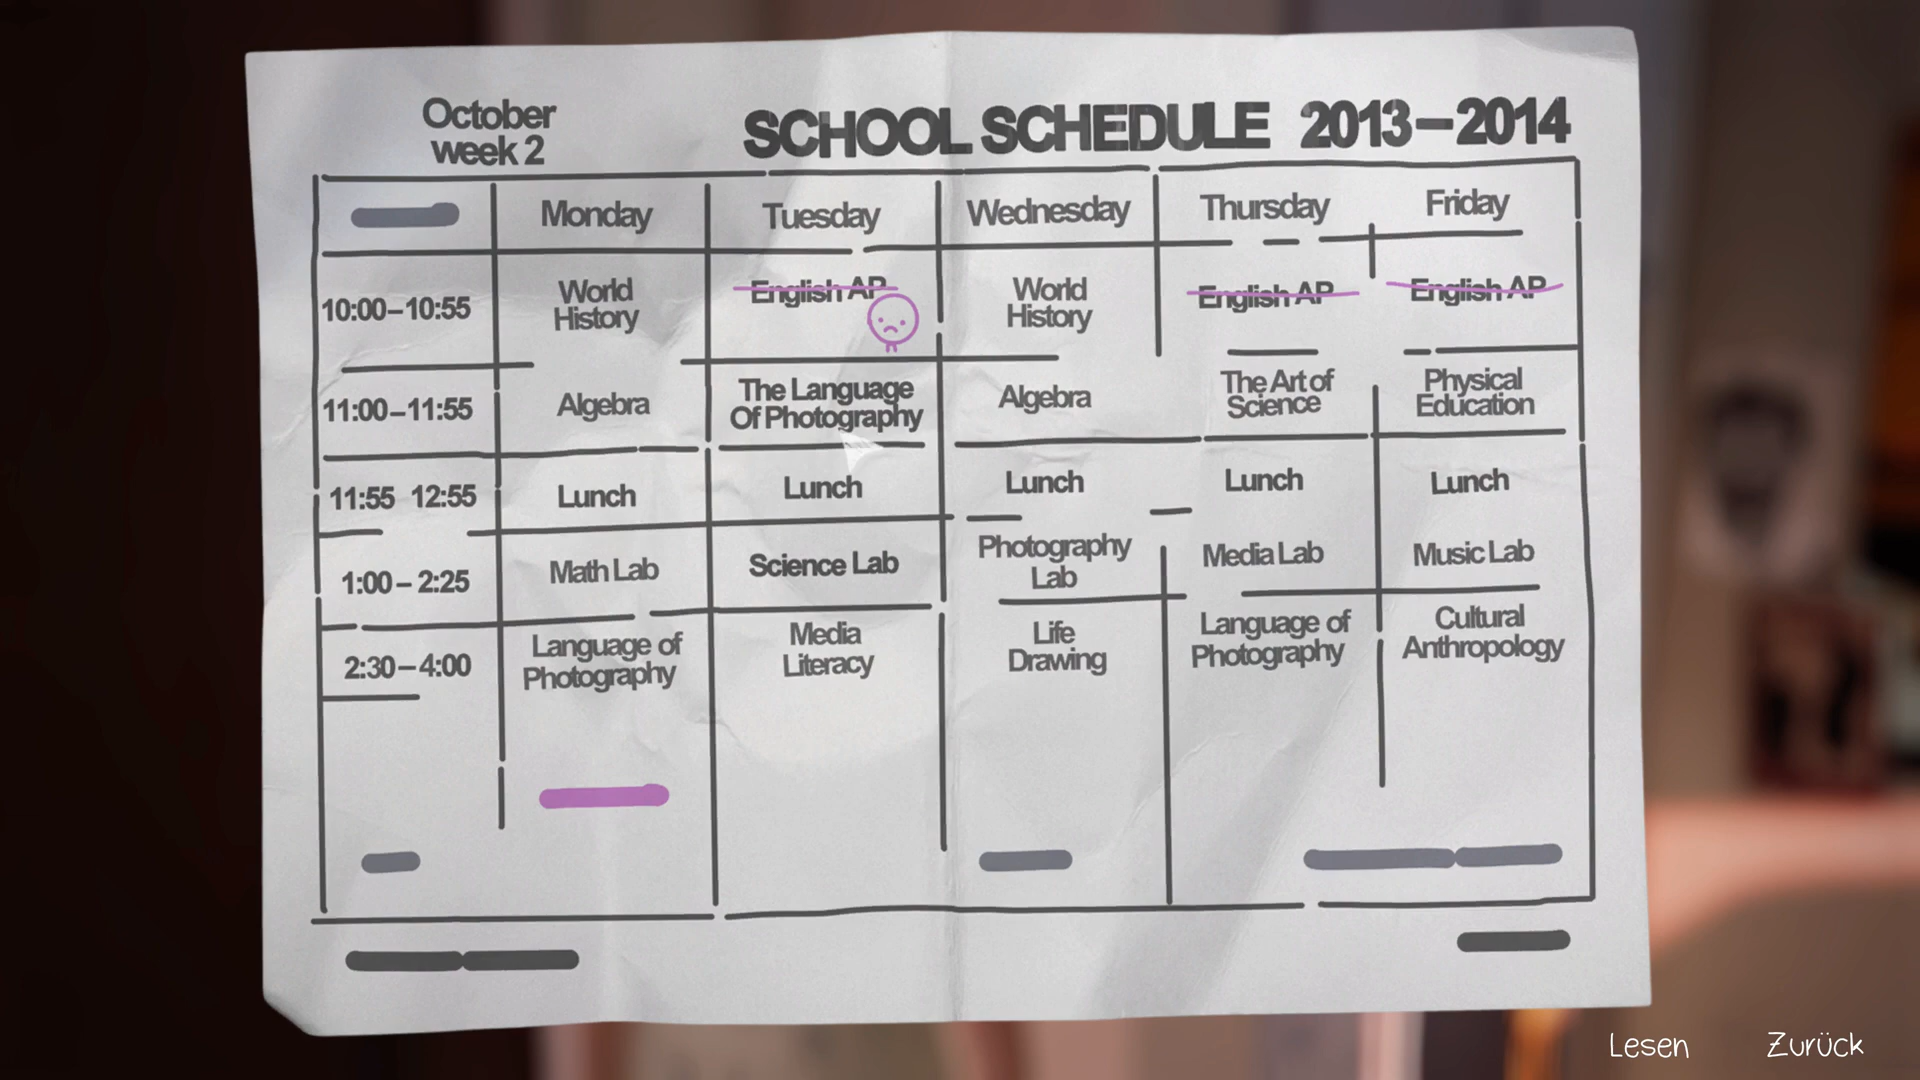 October
week 2
SCHOOL SCHEDULE 2013-2014
Monday Tuesday Wednesday Thursday Friday
10:00-10:55
World
History
English AP
World
History
English AP
English AP
11:00-11:55
Algebra
The Language
Of Photography
Algebra
The Art of
Science
Physical
Education
11:55 12:55
Lunch
Lunch
Lunch
Lunch
Lunch
1:00-2:25
Math Lab
Science Lab
Photography
Lab
Media Lab
Music Lab
2:30-4:00
Language of
Photography
Media
Literacy
Life
Drawing
Language of
Photography
Cultural
Anthropology
Lesen Zurück